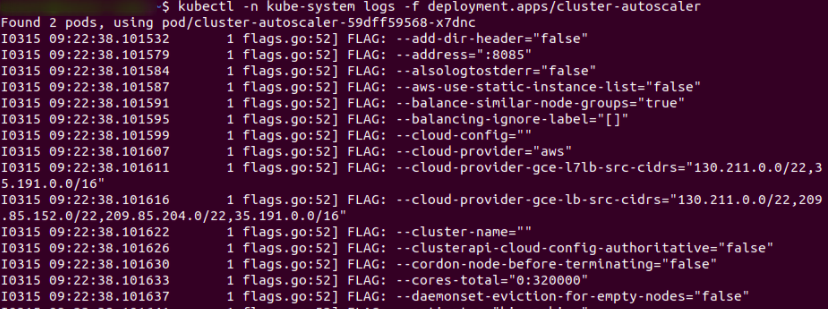 $ kubectl -n kube-system logs -f deployment.apps/cluster-autoscaler
Found 2 pods, using pod/cluster-autoscaler-59dff59568-x7dnc
I0315 09:22:38.101532       1 flags.go:52] FLAG: --add-dir-header="false"
I0315 09:22:38.101579       1 flags.go:52] FLAG: --address=":8085"
I0315 09:22:38.101584       1 flags.go:52] FLAG: --alsologtostderr="false"
I0315 09:22:38.101587       1 flags.go:52] FLAG: --aws-use-static-instance-list="false"
I0315 09:22:38.101591       1 flags.go:52] FLAG: --balance-similar-node-groups="true"
I0315 09:22:38.101595       1 flags.go:52] FLAG: --balancing-ignore-label="[]"
I0315 09:22:38.101599       1 flags.go:52] FLAG: --cloud-config=""
I0315 09:22:38.101607       1 flags.go:52] FLAG: --cloud-provider="aws"
I0315 09:22:38.101611       1 flags.go:52] FLAG: --cloud-provider-gce-l7lb-src-cidrs="130.211.0.0/22,3
5.191.0.0/16"
I0315 09:22:38.101616       1 flags.go:52] FLAG: --cloud-provider-gce-lb-src-cidrs="130.211.0.0/22,209
.85.152.0/22,209.85.204.0/22,35.191.0.0/16"
I0315 09:22:38.101622       1 flags.go:52] FLAG: --cluster-name=""
I0315 09:22:38.101626       1 flags.go:52] FLAG: --clusterapi-cloud-config-authoritative="false"
I0315 09:22:38.101630       1 flags.go:52] FLAG: --cordon-node-before-terminating="false"
I0315 09:22:38.101633       1 flags.go:52] FLAG: --cores-total="0:320000"
I0315 09:22:38.101637       1 flags.go:52] FLAG: --daemonset-eviction-for-empty-nodes="false"